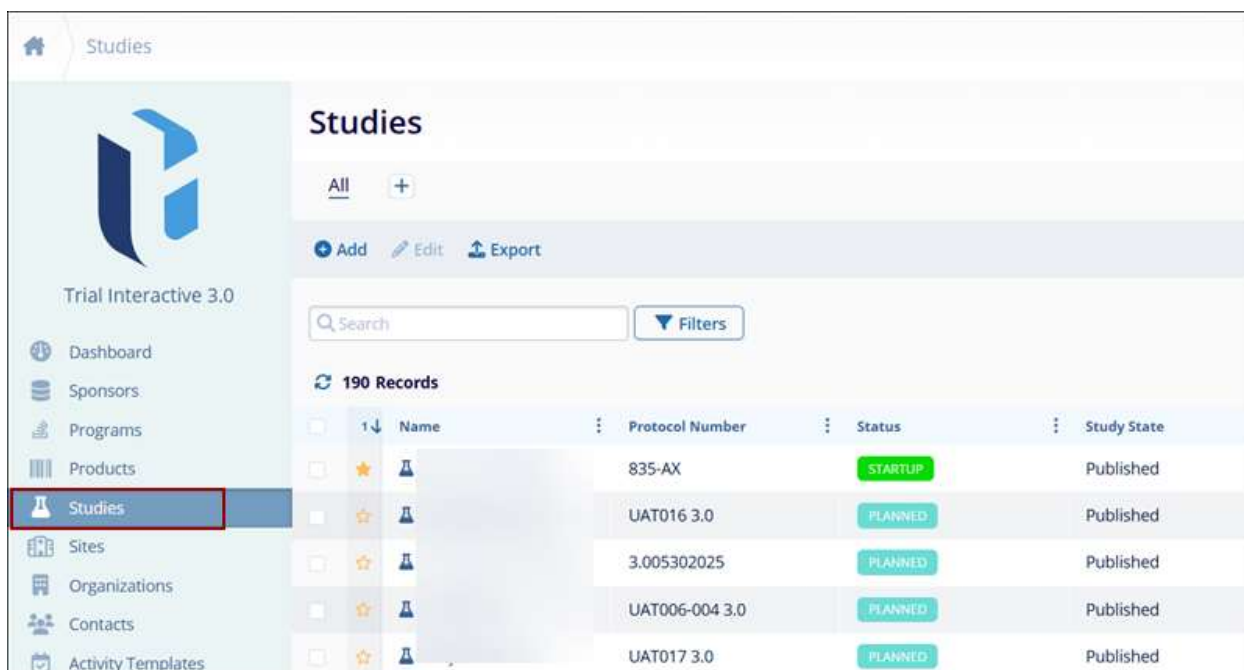 Studies
Studies
All
Add Edit Export
Trial Interactive 3.0
Search Filters
Dashboard
190 Records
Sponsors
Programs
1 Name Protocol Number Status Study State
Products
835-AX STARTUP Published
Studies
UAT016 3.0 PLANNED Published
Sites
3.005302025 PLANNED Published
Organizations
UAT006-004 3.0 PLANNED Published
Contacts
UAT017 3.0 PLANNED Published
Activity Templates